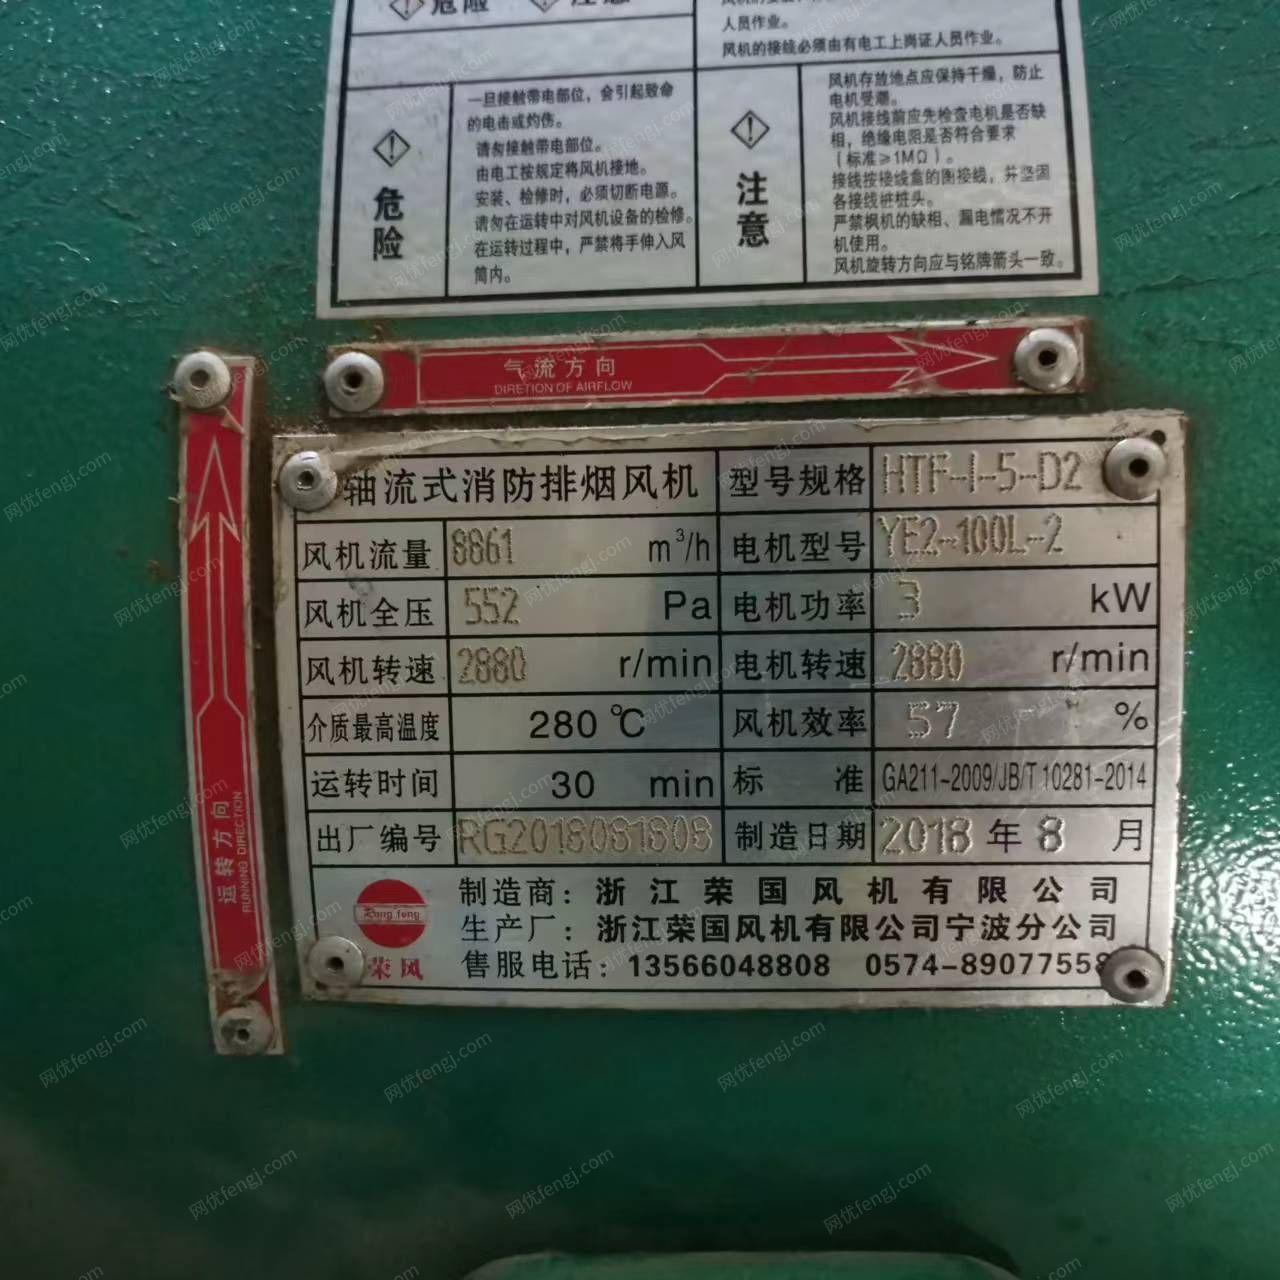 危险 注意
人员作业。
风机的接线必须由有电工上岗证人员作业。
危险
一旦接触带电部位，会引起致命
的电击或灼伤。
请勿接触带电部位。
由电工按规定将风机接地。
安装、检修时，必须切断电源。
请勿在运转中对风机设备的检修。
在运转过程中，严禁将手伸入风
筒内。
注意
风机存放地点应保持干燥，防止
电机受潮。
风机接线前应先检查电机是否缺
相，绝缘电阻是否符合要求
（标准≥1MΩ）。
接线按接线盒的图接线，并坚固
各接线桩桩头。
严禁枫机的缺相、漏电情况不开
机使用。
风机旋转方向应与铭牌箭头一致。
气流方向
DIRETION OF AIRFLOW
运转方向
RUNNING DIRECTION
轴流式消防排烟风机 型号规格 HTF-I-5-D2
风机流量 8861 m³/h 电机型号 YE2-100L-2
风机全压 552 Pa 电机功率 3 kW
风机转速 2880 r/min 电机转速 2880 r/min
介质最高温度 280℃ 风机效率 57 %
运转时间 30 min 标准 GA211-2009/JB/T10281-2014
出厂编号 RG2018081808 制造日期 2018年8月
Rong feng
荣风
制造商：浙江荣国风机有限公司
生产厂：浙江荣国风机有限公司宁波分公司
售服电话：13566048808 0574-89077558
网优fengj.com